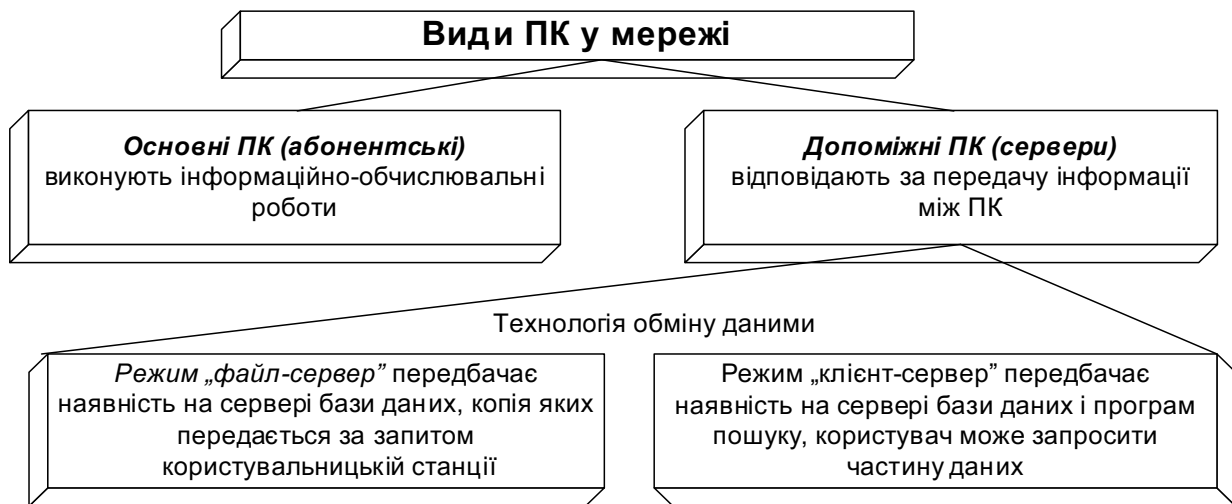 Види ПК у мережі
Основні ПК (абонентські)
виконують інформаційно-обчислювальні
роботи
Допоміжні ПК (сервери)
відповідають за передачу інформації
між ПК
Технологія обміну даними
Режим „файл-сервер” передбачає
наявність на сервері бази даних, копія яких
передається за запитом
користувальницькій станції
Режим „клієнт-сервер” передбачає
наявність на сервері бази даних і програм
пошуку, користувач може запросити
частину даних